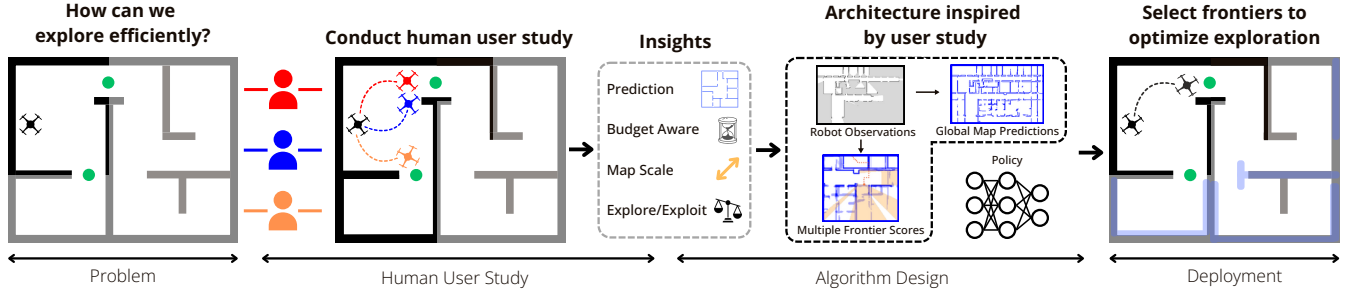 How can we
explore efficiently?
Conduct human user study
Insights
Prediction
Budget Aware
Map Scale
Explore/Exploit
Architecture inspired
by user study
Robot Observations
Global Map Predictions
Multiple Frontier Scores
Policy
Select frontiers to
optimize exploration
Problem
Human User Study
Algorithm Design
Deployment